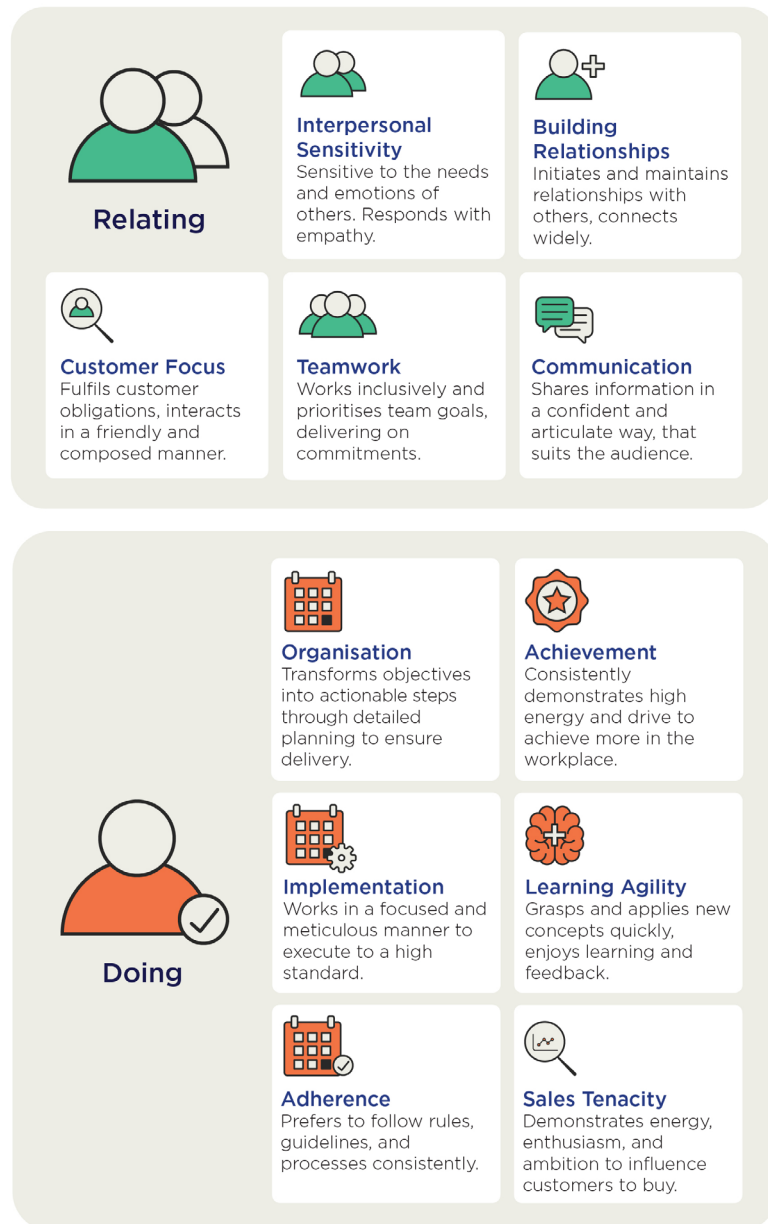 Relating
Interpersonal
Sensitivity
Sensitive to the needs
and emotions of
others. Responds with
empathy.
Building
Relationships
Initiates and maintains
relationships with
others, connects
widely.
Customer Focus
Fulfils customer
obligations, interacts
in a friendly and
composed manner.
Teamwork
Works inclusively and
prioritises team goals,
delivering on
commitments.
Communication
Shares information in
a confident and
articulate way, that
suits the audience.
Doing
Organisation
Transforms objectives
into actionable steps
through detailed
planning to ensure
delivery.
Achievement
Consistently
demonstrates high
energy and drive to
achieve more in the
workplace.
Implementation
Works in a focused and
meticulous manner to
execute to a high
standard.
Learning Agility
Grasps and applies new
concepts quickly,
enjoys learning and
feedback.
Adherence
Prefers to follow rules,
guidelines, and
processes consistently.
Sales Tenacity
Demonstrates energy,
enthusiasm, and
ambition to influence
customers to buy.